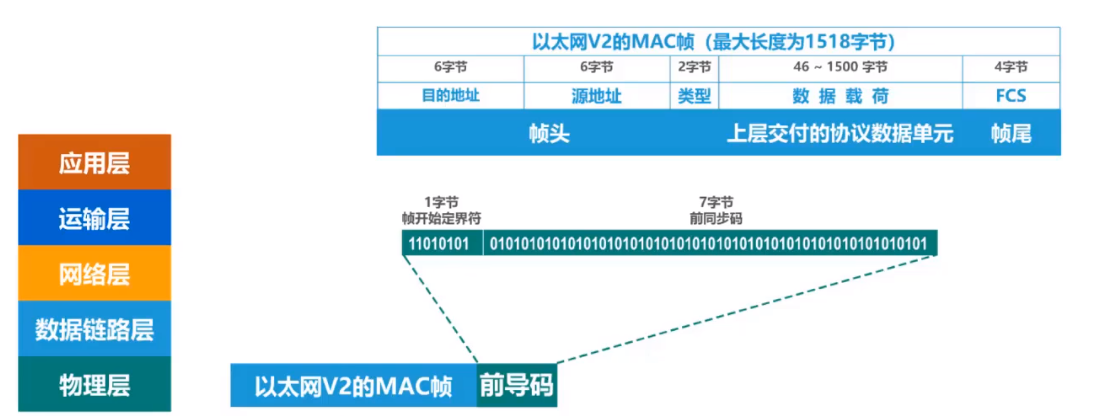 以太网V2的MAC帧（最大长度为1518字节）
6字节 6字节 2字节 46 ~ 1500 字节 4字节
目的地址 源地址 类型 数据载荷 FCS
帧头 上层交付的协议数据单元 帧尾
应用层
运输层
网络层
数据链路层
物理层
1字节
帧开始定界符
7字节
前同步码
11010101 01010101010101010101010101010101010101010101010101010101
以太网V2的MAC帧 前导码